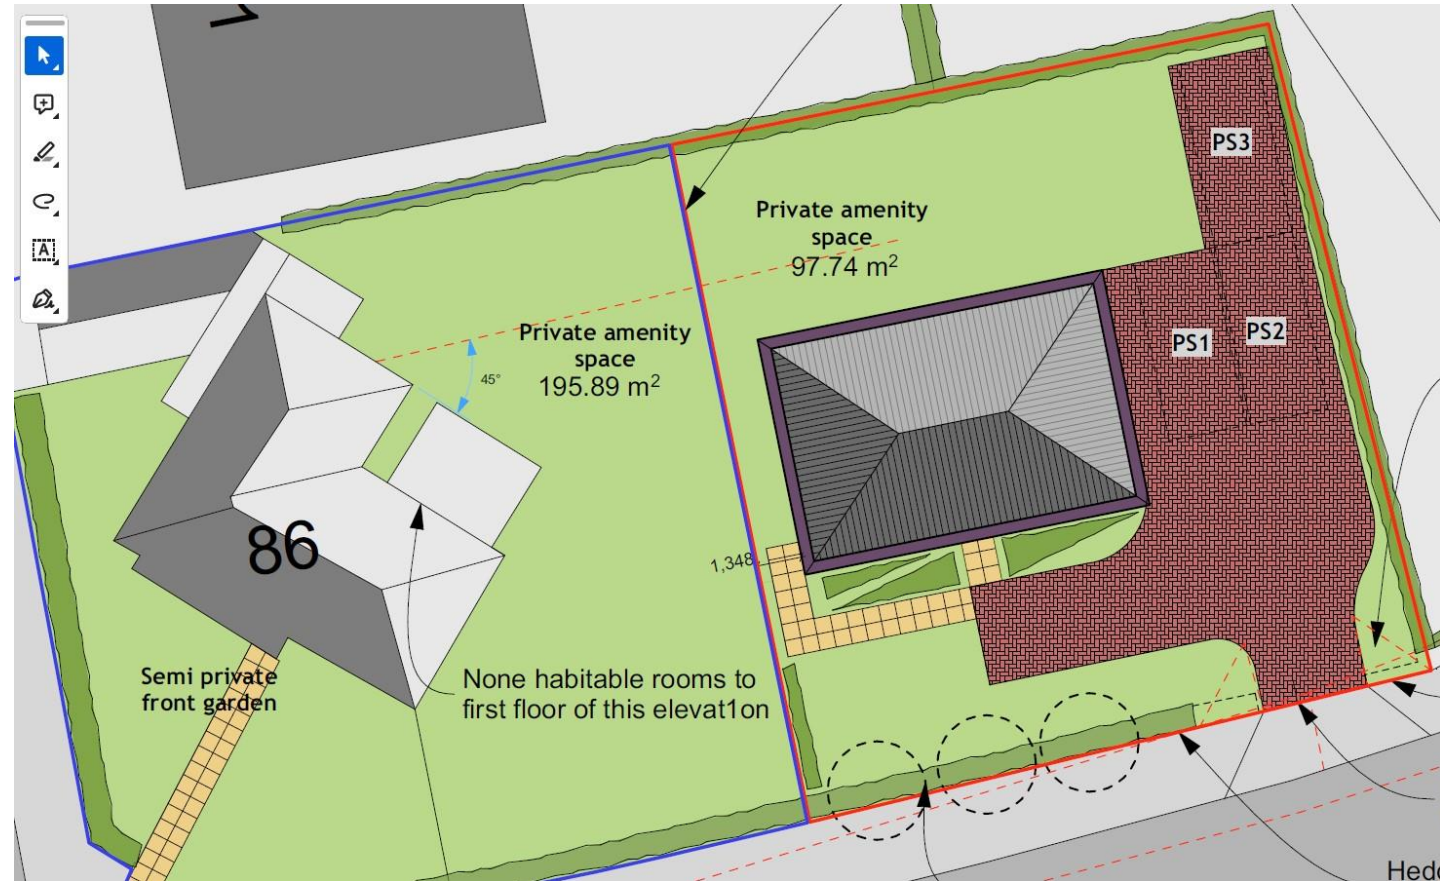 PS3
Private amenity
space
97.74 m²
Private amenity
space
195.89 m²
45°
PS1
PS2
86
1,348
Semi private
front garden
None habitable rooms to
first floor of this elevat1on
A